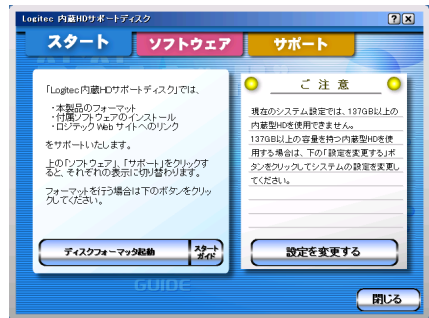 Logitec 内蔵HDサポートディスク
スタート
ソフトウェア
サポート
「Logitec内蔵HDサポートディスク」では、
・本製品のフォーマット
・付属ソフトウェアのインストール
・ロジテック Web サイトへのリンク
をサポートいたします。
上の「ソフトウェア」、「サポート」をクリックす
ると、それぞれの表示に切り替わります。
フォーマットを行う場合は下のボタンをクリッ
クしてください。
ディスクフォーマッタ起動
スタート
ガイド
ご 注 意
現在のシステム設定では、137GB以上の
内蔵型HDを使用できません。
137GB以上の容量を持つ内蔵型HDを使
用する場合は、下の「設定を変更する」ボ
タンをクリックしてシステムの設定を変更し
てください。
設定を変更する
GUIDE
閉じる